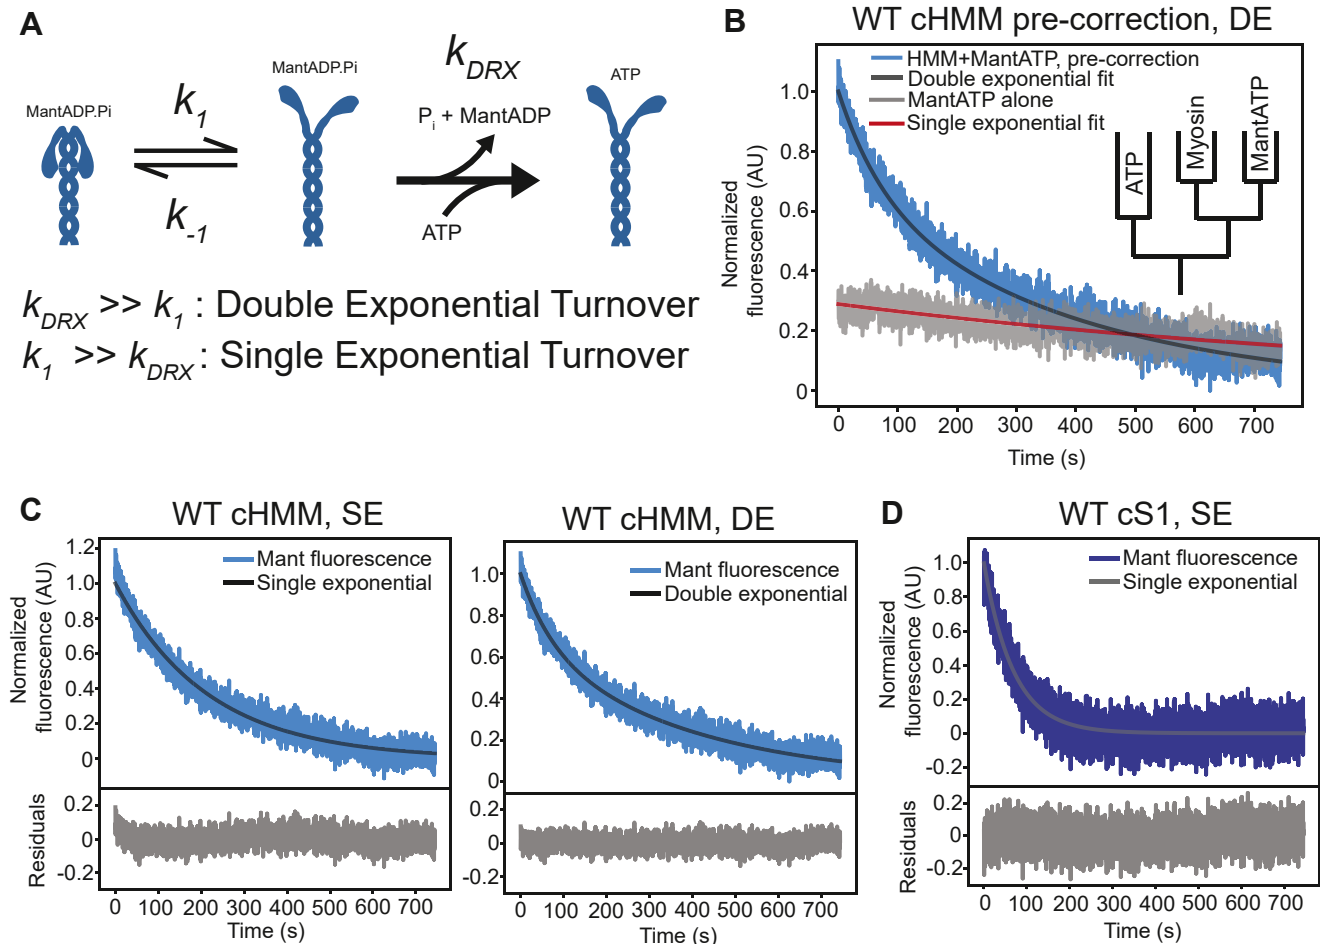 A
MantADP.Pi
k1
k-1
MantADP.Pi
kDRX
Pi + MantADP
ATP
ATP
kDRX >> k1 : Double Exponential Turnover
k1 >> kDRX : Single Exponential Turnover
B
WT cHMM pre-correction, DE
HMM+MantATP, pre-correction
Double exponential fit
MantATP alone
Single exponential fit
ATP
Myosin
MantATP
Normalized
fluorescence (AU)
1.0
0.8
0.6
0.4
0.2
0
0 100 200 300 400 500 600 700
Time (s)
C
WT cHMM, SE
Mant fluorescence
Single exponential
Normalized
fluorescence (AU)
1.2
1.0
0.8
0.6
0.4
0.2
0
Residuals
0.2
0
-0.2
0 100 200 300 400 500 600 700
Time (s)
WT cHMM, DE
Mant fluorescence
Double exponential
1.0
0.8
0.6
0.4
0.2
0
0.2
0
-0.2
0 100 200 300 400 500 600 700
Time (s)
D
WT cS1, SE
Mant fluorescence
Single exponential
Normalized
fluorescence (AU)
1.0
0.8
0.6
0.4
0.2
0
-0.2
Residuals
0.2
0
-0.2
0 100 200 300 400 500 600 700
Time (s)